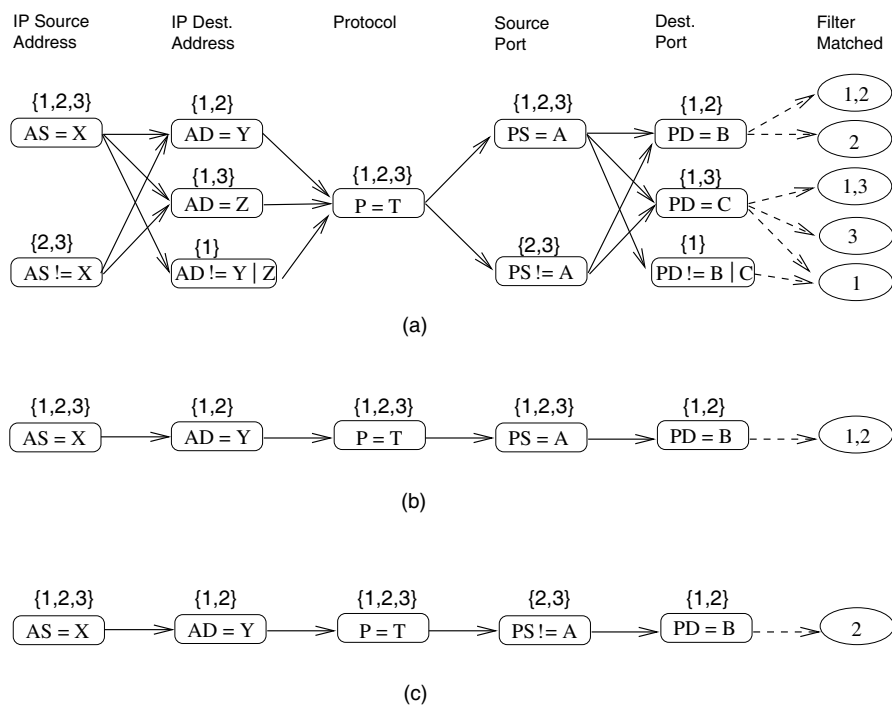 IP Source
Address
IP Dest.
Address
Protocol
Source
Port
Dest.
Port
Filter
Matched
{1,2,3}
AS = X
{2,3}
AS != X
{1,2}
AD = Y
{1,3}
AD = Z
{1}
AD != Y | Z
{1,2,3}
P = T
{1,2,3}
PS = A
{2,3}
PS != A
{1,2}
PD = B
{1,3}
PD = C
{1}
PD != B | C
1,2
2
1,3
3
1
(a)
{1,2,3}
AS = X
{1,2}
AD = Y
{1,2,3}
P = T
{1,2,3}
PS = A
{1,2}
PD = B
1,2
(b)
{1,2,3}
AS = X
{1,2}
AD = Y
{1,2,3}
P = T
{2,3}
PS != A
{1,2}
PD = B
2
(c)